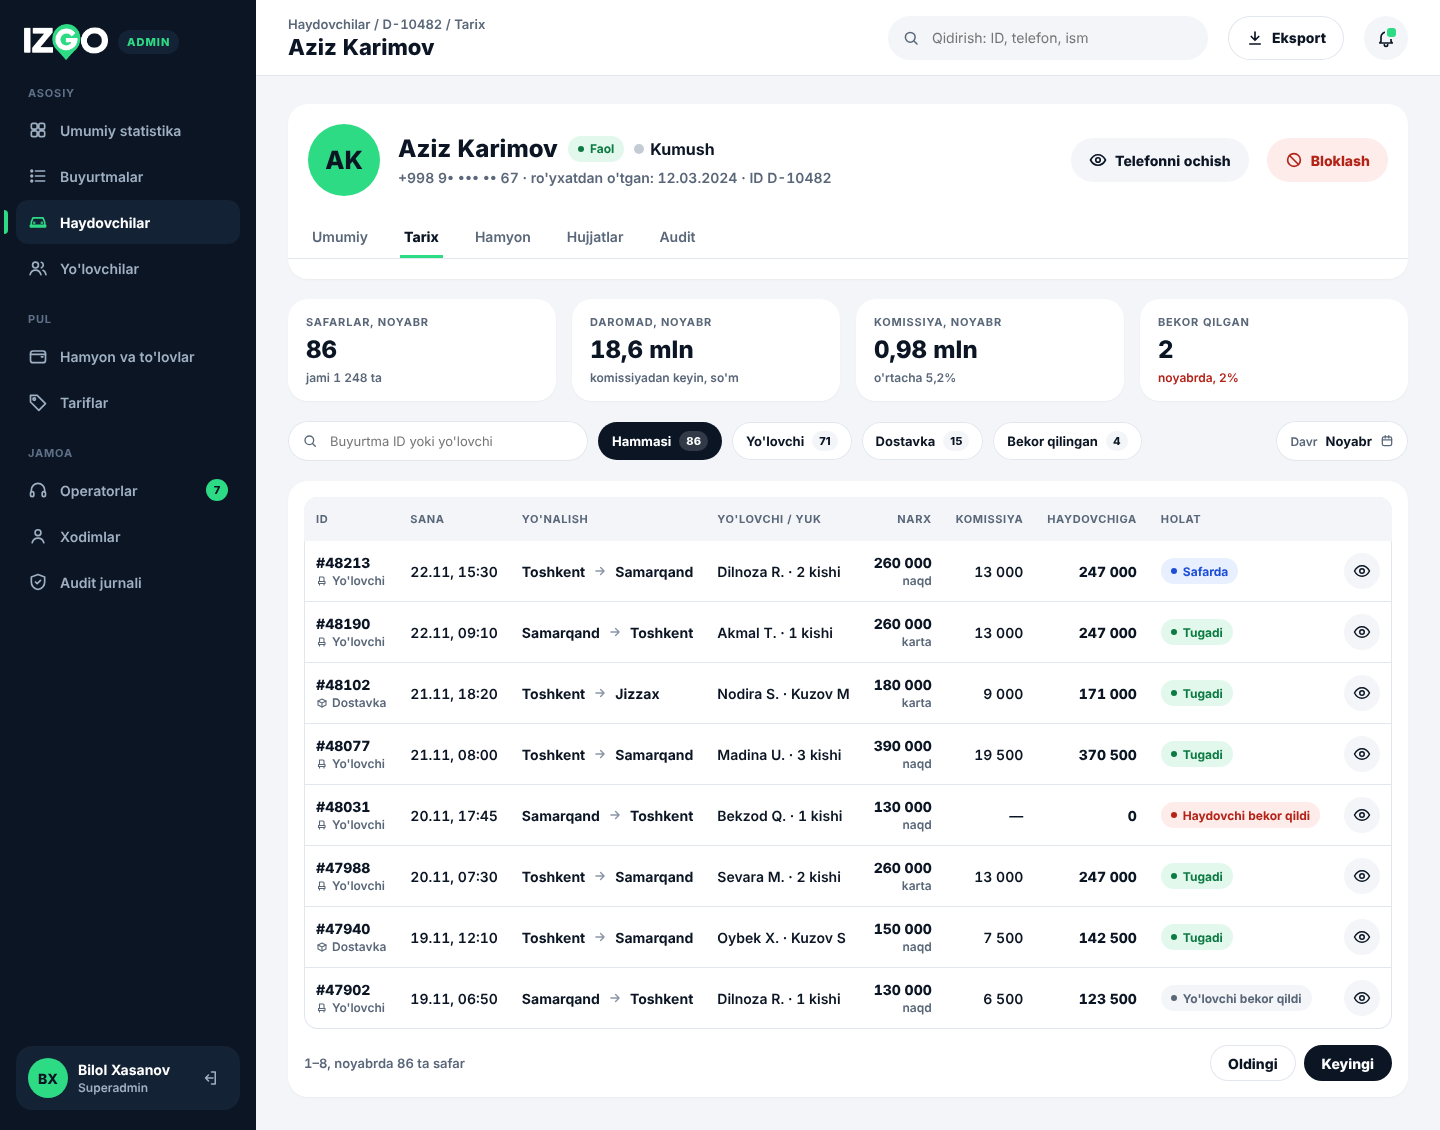 IZGO ADMIN
ASOSIY
Umumiy statistika
Buyurtmalar
Haydovchilar
Yo'lovchilar
PUL
Hamyon va to'lovlar
Tariflar
JAMOA
Operatorlar 7
Xodimlar
Audit jurnali
BX Bilol Xasanov
Superadmin
Haydovchilar / D-10482 / Tarix
Aziz Karimov
Qidirish: ID, telefon, ism
Eksport
AK Aziz Karimov Faol Kumush
+998 9• ••• •• 67 · ro'yxatdan o'tgan: 12.03.2024 · ID D-10482
Telefonni ochish Bloklash
Umumiy Tarix Hamyon Hujjatlar Audit
SAFARLAR, NOYABR
86
jami 1 248 ta
DAROMAD, NOYABR
18,6 mln
komissiyadan keyin, so'm
KOMISSIYA, NOYABR
0,98 mln
o'rtacha 5,2%
BEKOR QILGAN
2
noyabrda, 2%
Buyurtma ID yoki yo'lovchi Hammasi 86 Yo'lovchi 71 Dostavka 15 Bekor qilingan 4 Davr Noyabr
ID SANA YO'NALISH YO'LOVCHI / YUK NARX KOMISSIYA HAYDOVCHIGA HOLAT
#48213 22.11, 15:30 Toshkent → Samarqand Dilnoza R. · 2 kishi 260 000 13 000 247 000 Safarda
Yo'lovchi naqd
#48190 22.11, 09:10 Samarqand → Toshkent Akmal T. · 1 kishi 260 000 13 000 247 000 Tugadi
Yo'lovchi karta
#48102 21.11, 18:20 Toshkent → Jizzax Nodira S. · Kuzov M 180 000 9 000 171 000 Tugadi
Dostavka karta
#48077 21.11, 08:00 Toshkent → Samarqand Madina U. · 3 kishi 390 000 19 500 370 500 Tugadi
Yo'lovchi naqd
#48031 20.11, 17:45 Samarqand → Toshkent Bekzod Q. · 1 kishi 130 000 — 0 Haydovchi bekor qildi
Yo'lovchi naqd
#47988 20.11, 07:30 Toshkent → Samarqand Sevara M. · 2 kishi 260 000 13 000 247 000 Tugadi
Yo'lovchi karta
#47940 19.11, 12:10 Toshkent → Samarqand Oybek X. · Kuzov S 150 000 7 500 142 500 Tugadi
Dostavka naqd
#47902 19.11, 06:50 Samarqand → Toshkent Dilnoza R. · 1 kishi 130 000 6 500 123 500 Yo'lovchi bekor qildi
Yo'lovchi naqd
1–8, noyabrda 86 ta safar
Oldingi Keyingi